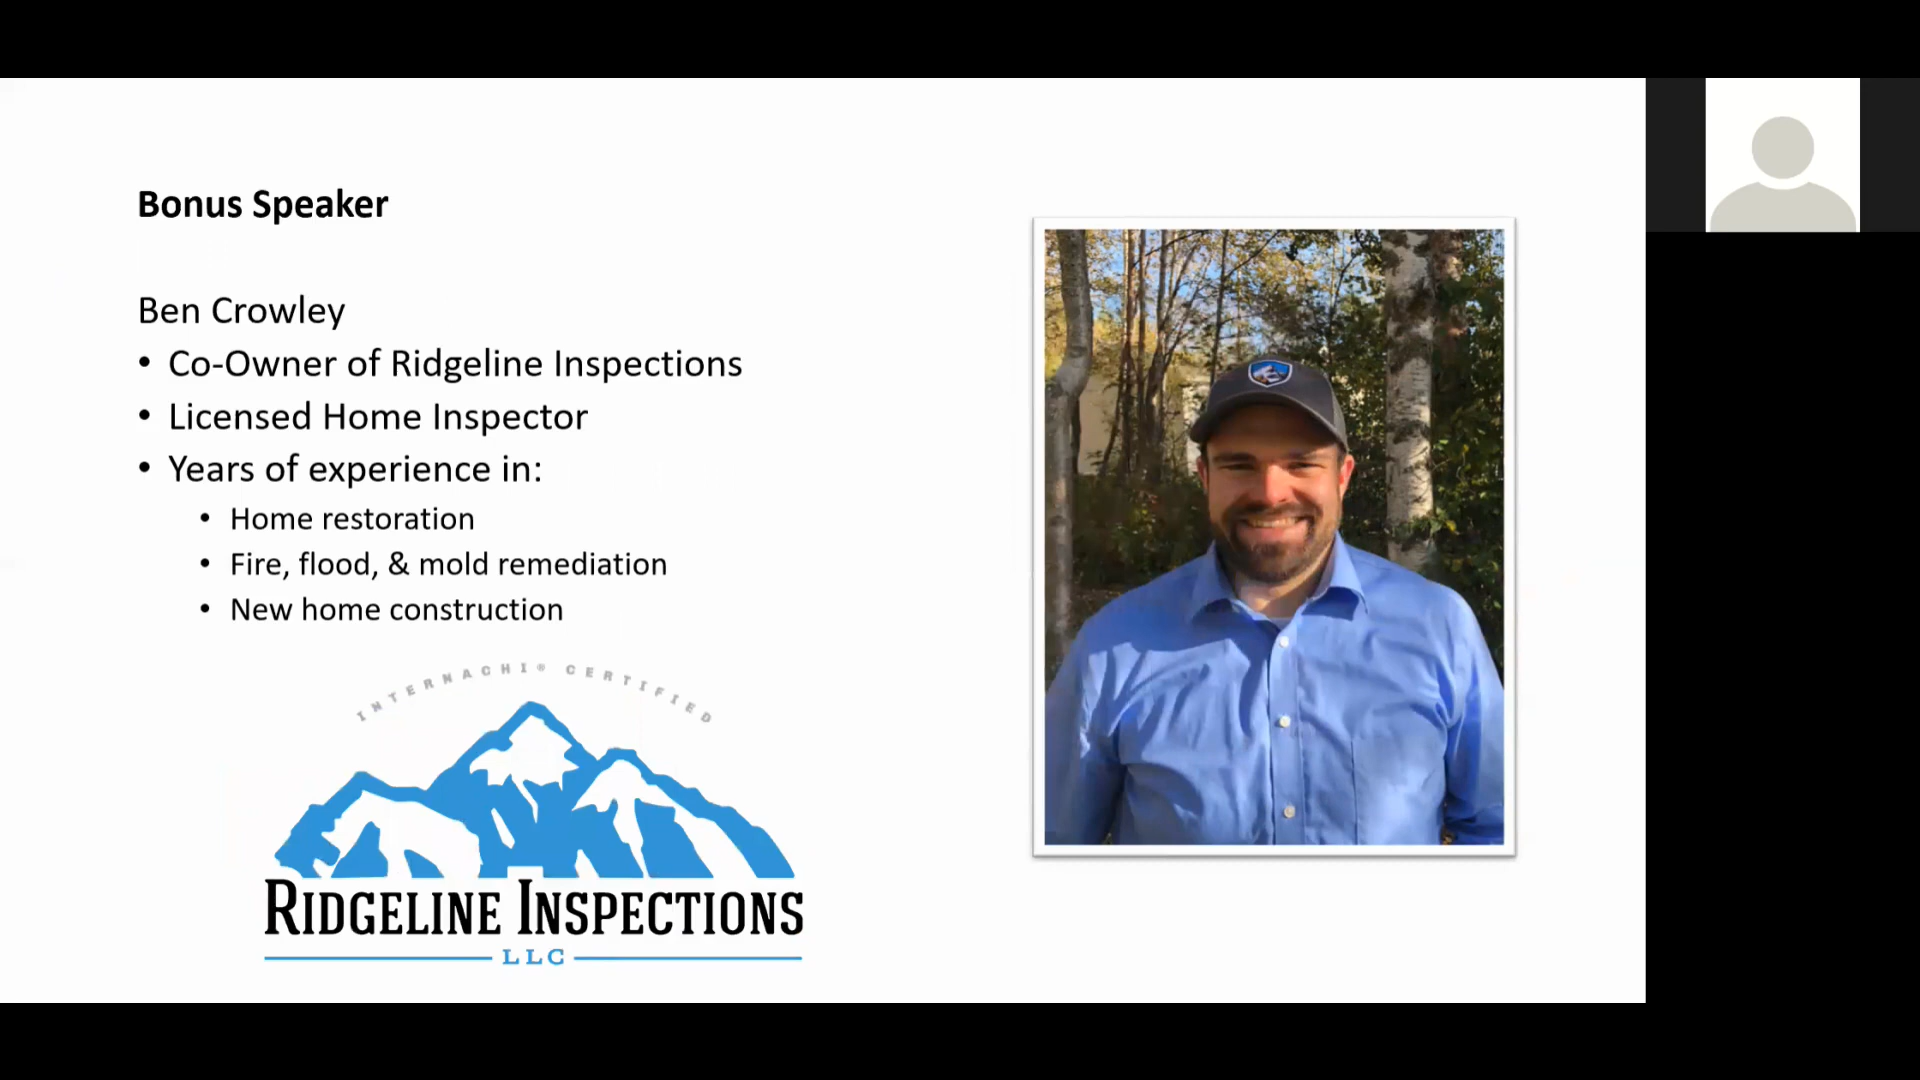 Bonus Speaker
Ben Crowley
• Co-Owner of Ridgeline Inspections
• Licensed Home Inspector
• Years of experience in:
• Home restoration
• Fire, flood, & mold remediation
• New home construction
INTERNACHI® CERTIFIED
RIDGELINE INSPECTIONS
LLC